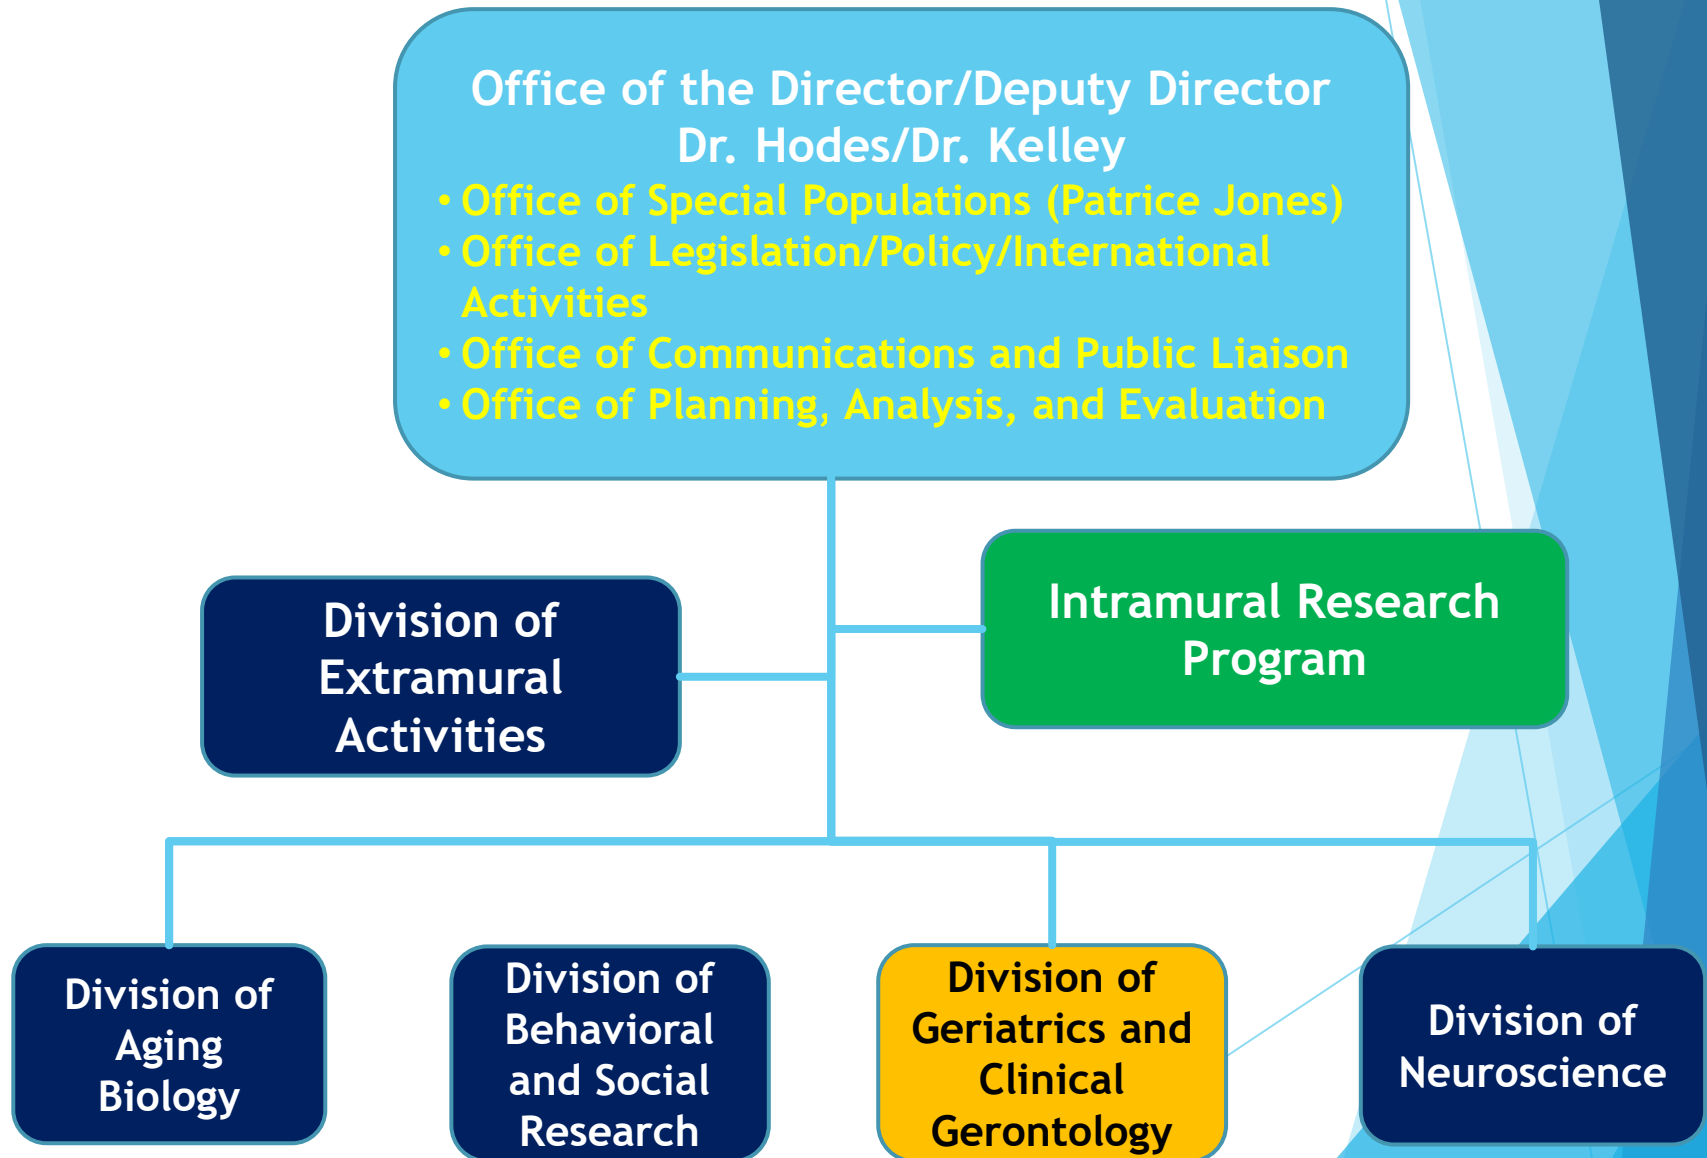 Office of the Director/Deputy Director
Dr. Hodes/Dr. Kelley
• Office of Special Populations (Patrice Jones)
• Office of Legislation/Policy/International
Activities
• Office of Communications and Public Liaison
• Office of Planning, Analysis, and Evaluation
Division of
Extramural
Activities
Intramural Research
Program
Division of
Aging
Biology
Division of
Behavioral
and Social
Research
Division of
Geriatrics and
Clinical
Gerontology
Division of
Neuroscience